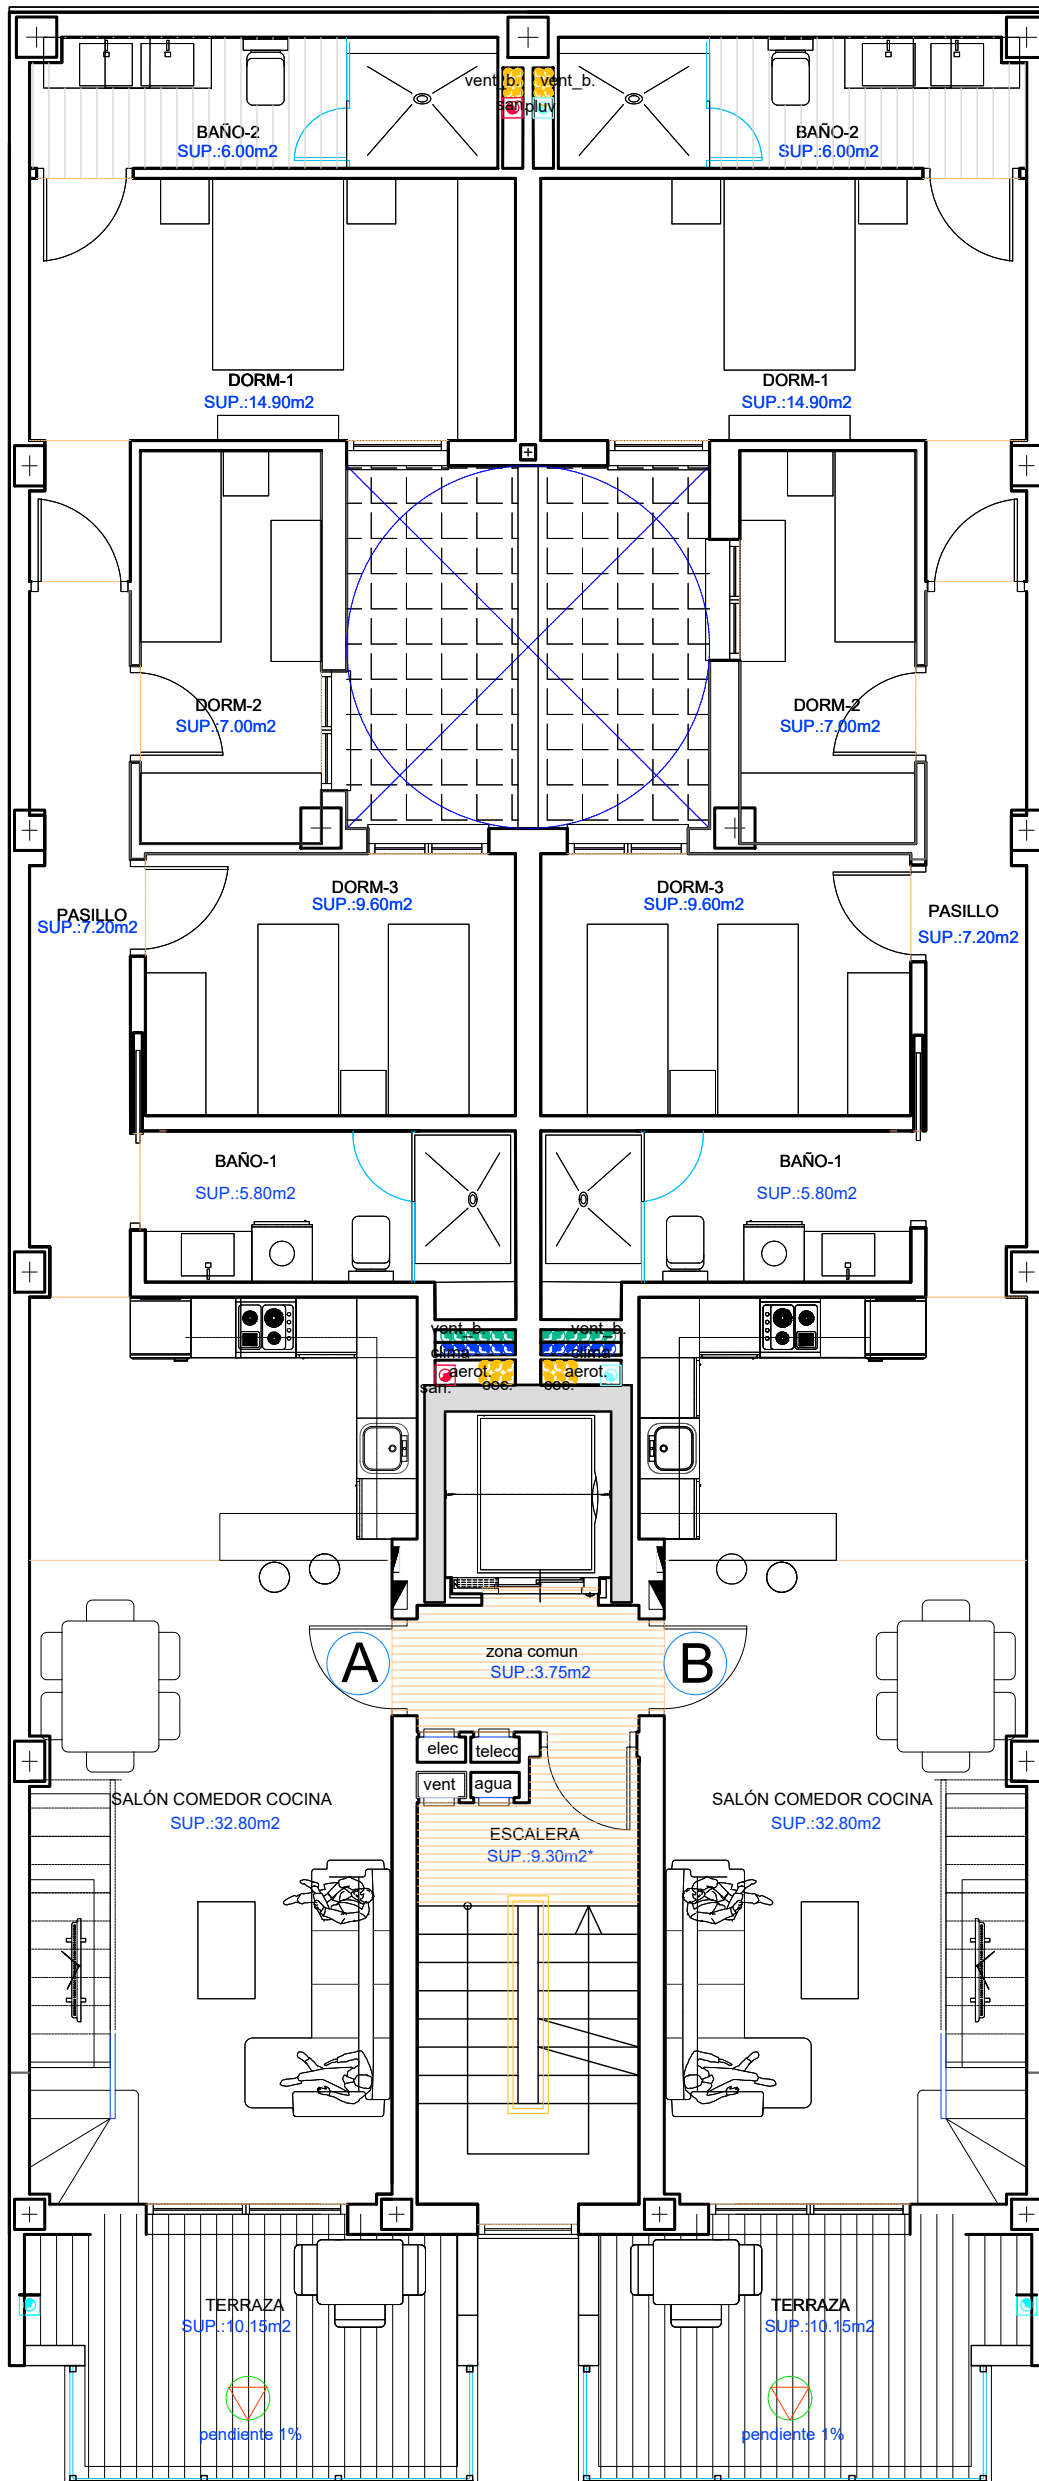 vent_b. vent_b.
san. pluv
BAÑO-2 BAÑO-2
SUP.:6.00m2 SUP.:6.00m2
DORM-1 DORM-1
SUP.:14.90m2 SUP.:14.90m2
DORM-2 DORM-2
SUP.:7.00m2 SUP.:7.00m2
DORM-3 DORM-3
SUP.:9.60m2 SUP.:9.60m2
PASILLO PASILLO
SUP.:7.20m2 SUP.:7.20m2
BAÑO-1 BAÑO-1
SUP.:5.80m2 SUP.:5.80m2
vent_b. vent_b.
clima clima
aerot. aerot.
san. coc. coc.
A zona comun B
SUP.:3.75m2
elec teleco
vent agua
SALÓN COMEDOR COCINA SALÓN COMEDOR COCINA
SUP.:32.80m2 SUP.:32.80m2
ESCALERA
SUP.:9.30m2*
TERRAZA TERRAZA
SUP.:10.15m2 SUP.:10.15m2
pendiente 1% pendiente 1%